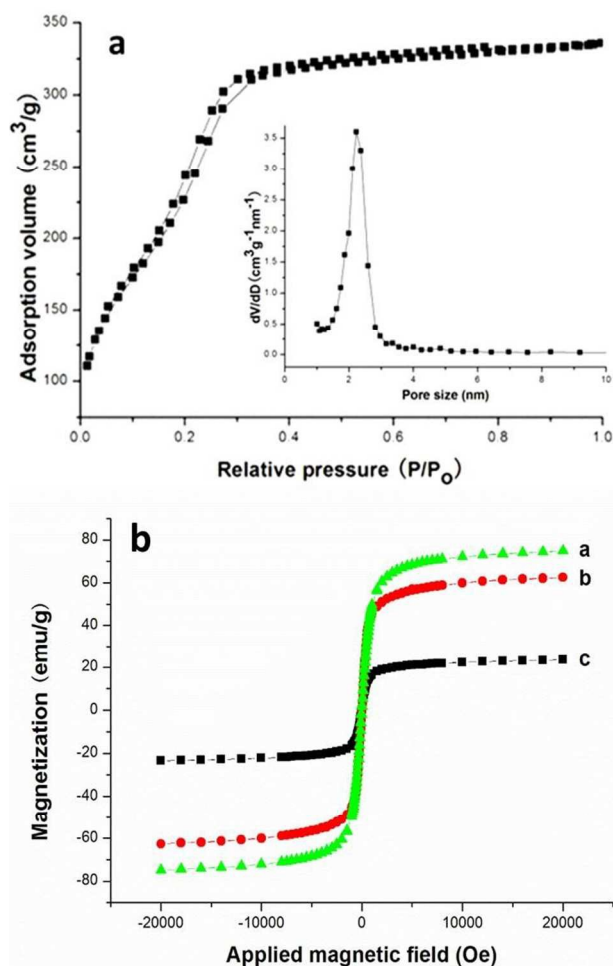 a
350
300
250
200
150
100
Adsorption volume (cm³/g)
0.0 0.2 0.4 0.6 0.8 1.0
Relative pressure (P/Po)
3.5
3.0
2.5
2.0
1.5
1.0
0.5
0.0
dV/dD (cm³g⁻¹nm⁻¹)
0 2 4 6 8 10
Pore size (nm)
b
80
60
40
20
0
-20
-40
-60
-80
Magnetization (emu/g)
a
b
c
-20000 -10000 0 10000 20000
Applied magnetic field (Oe)